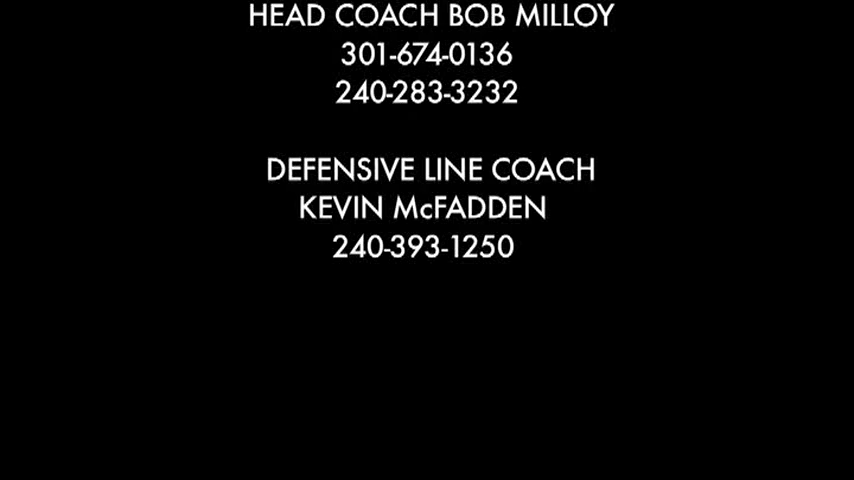 HEAD COACH BOB MILLOY
301-674-0136
240-283-3232
DEFENSIVE LINE COACH
KEVIN McFADDEN
240-393-1250